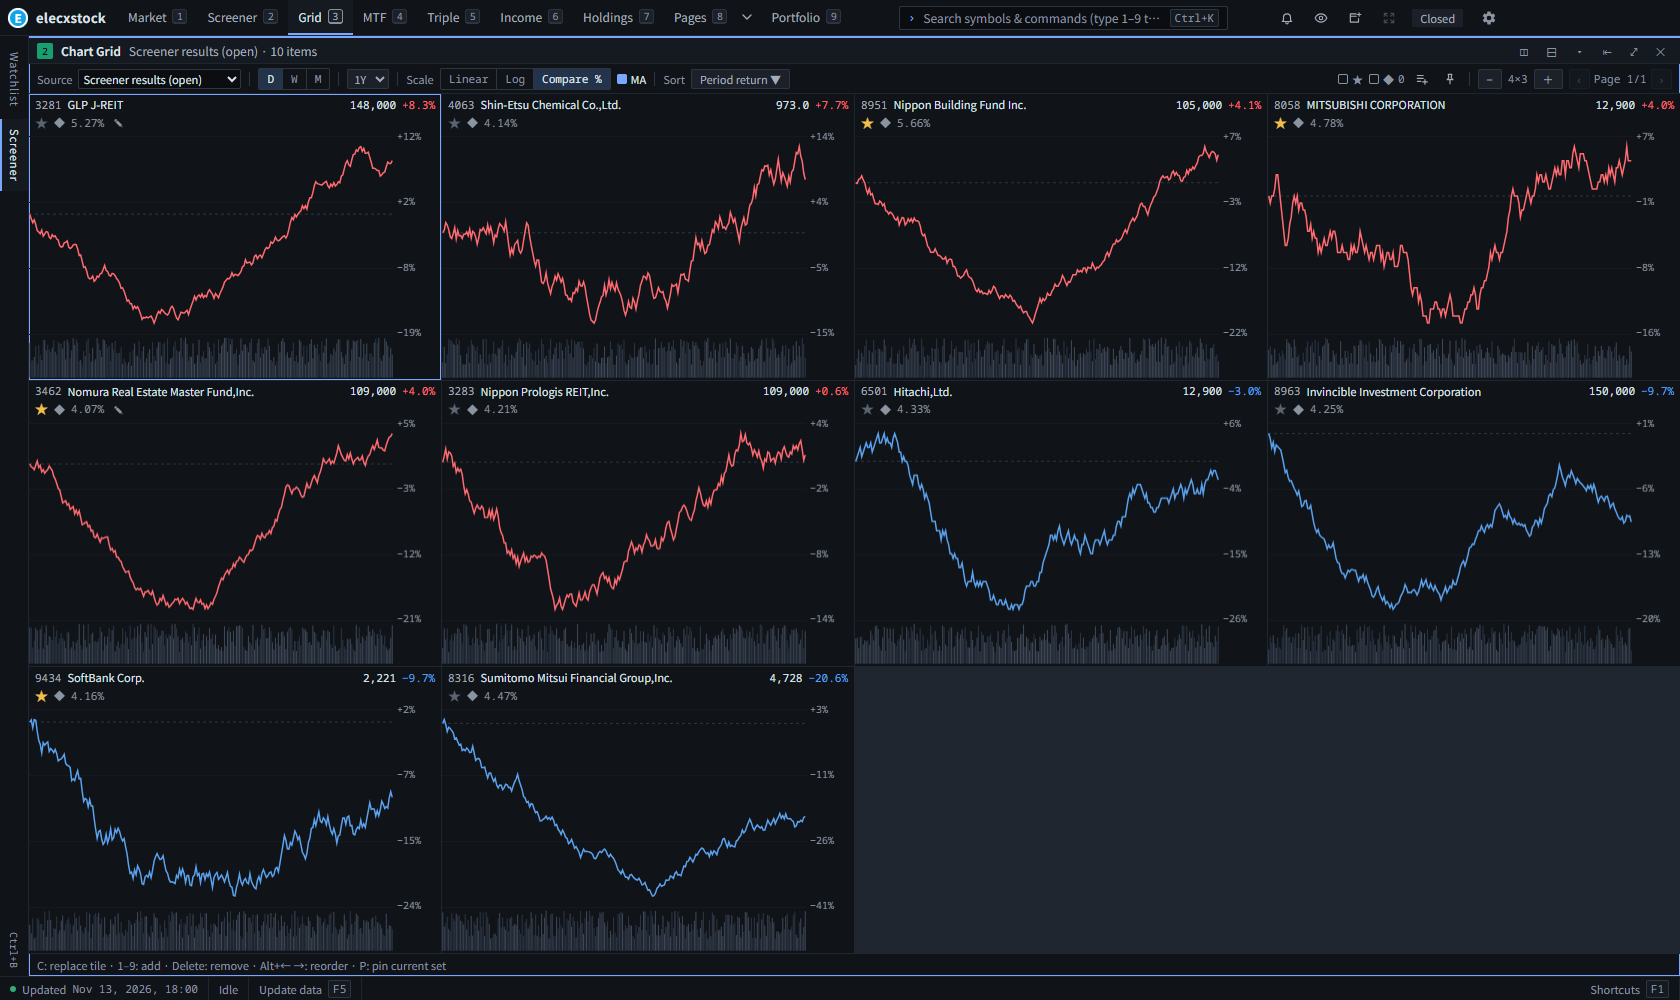 elecxstock Market 1 Screener 2 Grid 3 MTF 4 Triple 5 Income 6 Holdings 7 Pages 8 Portfolio 9 Search symbols & commands (type 1–9 t··· Ctrl+K Closed
2 Chart Grid Screener results (open) · 10 items
Source Screener results (open) D W M 1Y Scale Linear Log Compare % MA Sort Period return ▼ ★ ◆ 0 − 4×3 + ‹ Page 1/1 ›
Watchlist
Screener
Ctrl+B
3281 GLP J-REIT 148,000 +8.3%
★ ◆ 5.27%
+12%
+2%
−8%
−19%
4063 Shin-Etsu Chemical Co.,Ltd. 973.0 +7.7%
★ ◆ 4.14%
+14%
+4%
−5%
−15%
8951 Nippon Building Fund Inc. 105,000 +4.1%
★ ◆ 5.66%
+7%
−3%
−12%
−22%
8058 MITSUBISHI CORPORATION 12,900 +4.0%
★ ◆ 4.78%
+7%
−1%
−8%
−16%
3462 Nomura Real Estate Master Fund,Inc. 109,000 +4.0%
★ ◆ 4.07%
+5%
−3%
−12%
−21%
3283 Nippon Prologis REIT,Inc. 109,000 +0.6%
★ ◆ 4.21%
+4%
−2%
−8%
−14%
6501 Hitachi,Ltd. 12,900 −3.0%
★ ◆ 4.33%
+6%
−4%
−15%
−26%
8963 Invincible Investment Corporation 150,000 −9.7%
★ ◆ 4.25%
+1%
−6%
−13%
−20%
9434 SoftBank Corp. 2,221 −9.7%
★ ◆ 4.16%
+2%
−7%
−15%
−24%
8316 Sumitomo Mitsui Financial Group,Inc. 4,728 −20.6%
★ ◆ 4.47%
+3%
−11%
−26%
−41%
C: replace tile · 1–9: add · Delete: remove · Alt+←→: reorder · P: pin current set
Updated Nov 13, 2026, 18:00 Idle Update data F5 Shortcuts F1